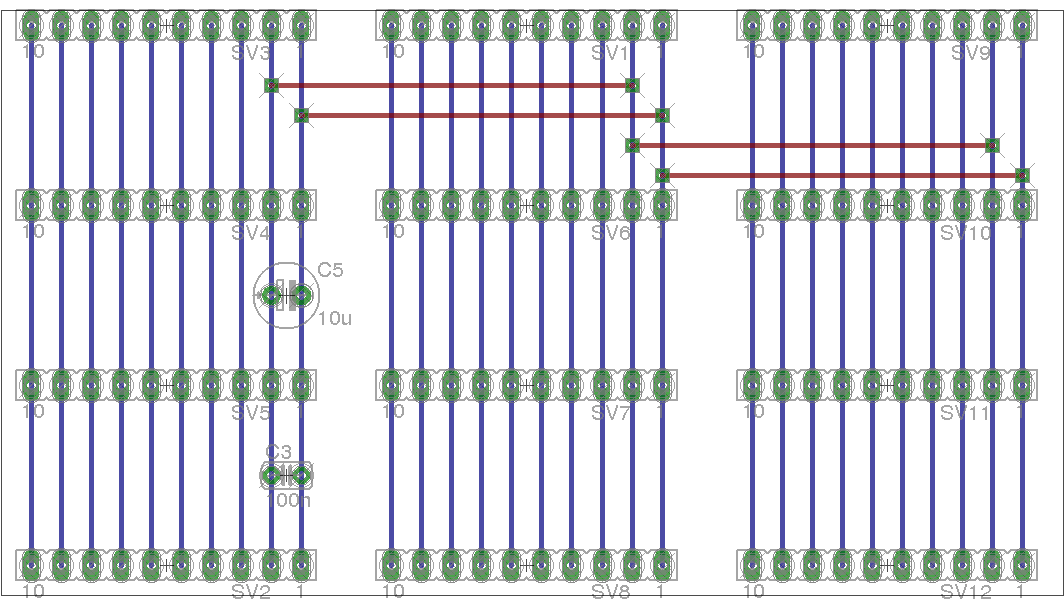 10 SV3 1 10 SV1 1 10 SV9 1
10 SV4 1 10 SV6 1 10 SV10 1
C5
10u
10 SV5 1 10 SV7 1 10 SV11 1
C3
100n
10 SV2 1 10 SV8 1 10 SV12 1